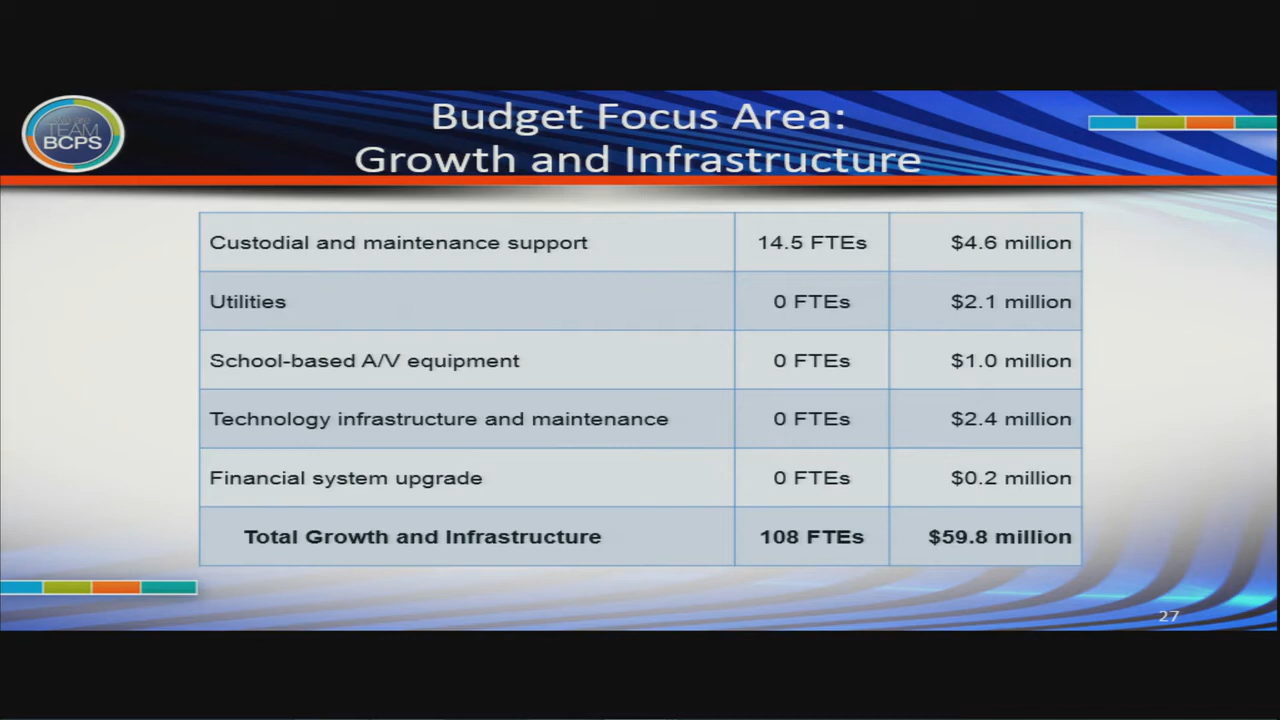 TEAM
BCPS
Budget Focus Area:
Growth and Infrastructure
Custodial and maintenance support 14.5 FTEs $4.6 million
Utilities 0 FTEs $2.1 million
School-based A/V equipment 0 FTEs $1.0 million
Technology infrastructure and maintenance 0 FTEs $2.4 million
Financial system upgrade 0 FTEs $0.2 million
Total Growth and Infrastructure 108 FTEs $59.8 million
27